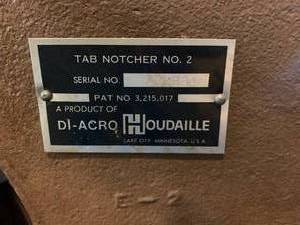 TAB NOTCHER NO. 2
SERIAL NO.
PAT NO 3,215,017
A PRODUCT OF
DI-ACRO HOUDAILLE
LAKE CITY, MINNESOTA, U.S.A.
E-2